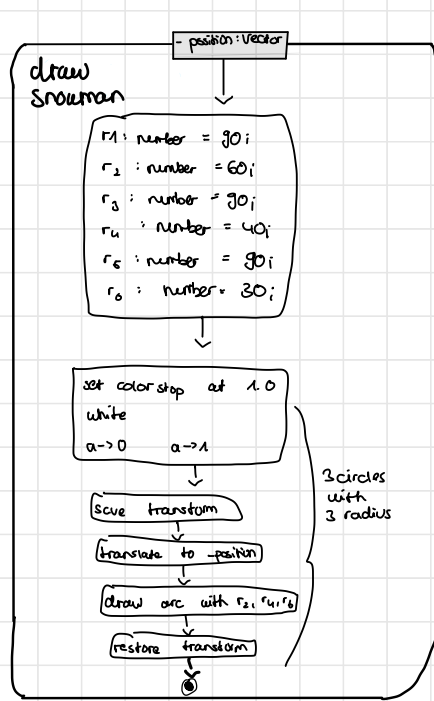 - position: Vector
draw
snowman
r1: number = 90;
r2 : number = 60;
r3 : number = 90;
r4 : number = 40;
r5 : number = 90;
r6 : number = 30;
set colorstop at 1.0
white
a->0 a->1
3 circles
with
3 radius
save transform
translate to -position
draw arc with r2, r4, r6
restore transform